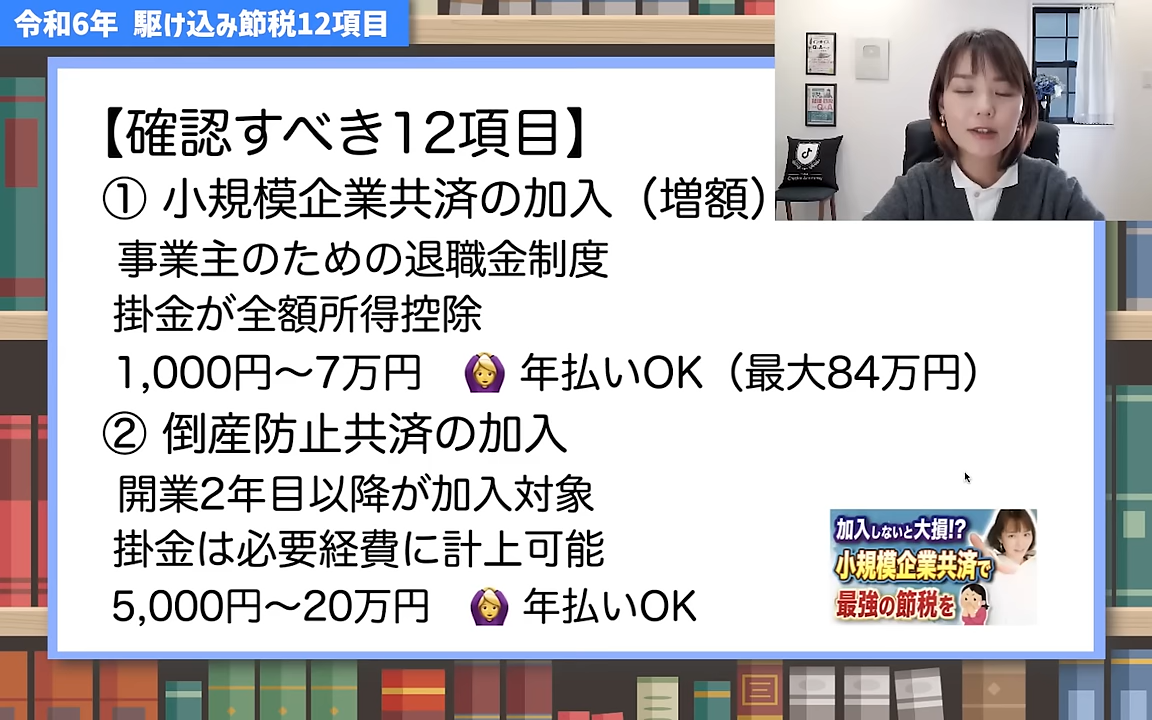 令和6年 駆け込み節税12項目
【確認すべき12項目】
① 小規模企業共済の加入（増額）
事業主のための退職金制度
掛金が全額所得控除
1,000円〜7万円 🙆‍♀️ 年払いOK（最大84万円）
② 倒産防止共済の加入
開業2年目以降が加入対象
掛金は必要経費に計上可能
5,000円〜20万円 🙆‍♀️ 年払いOK
加入しないと大損!?
小規模企業共済で
最強の節税を